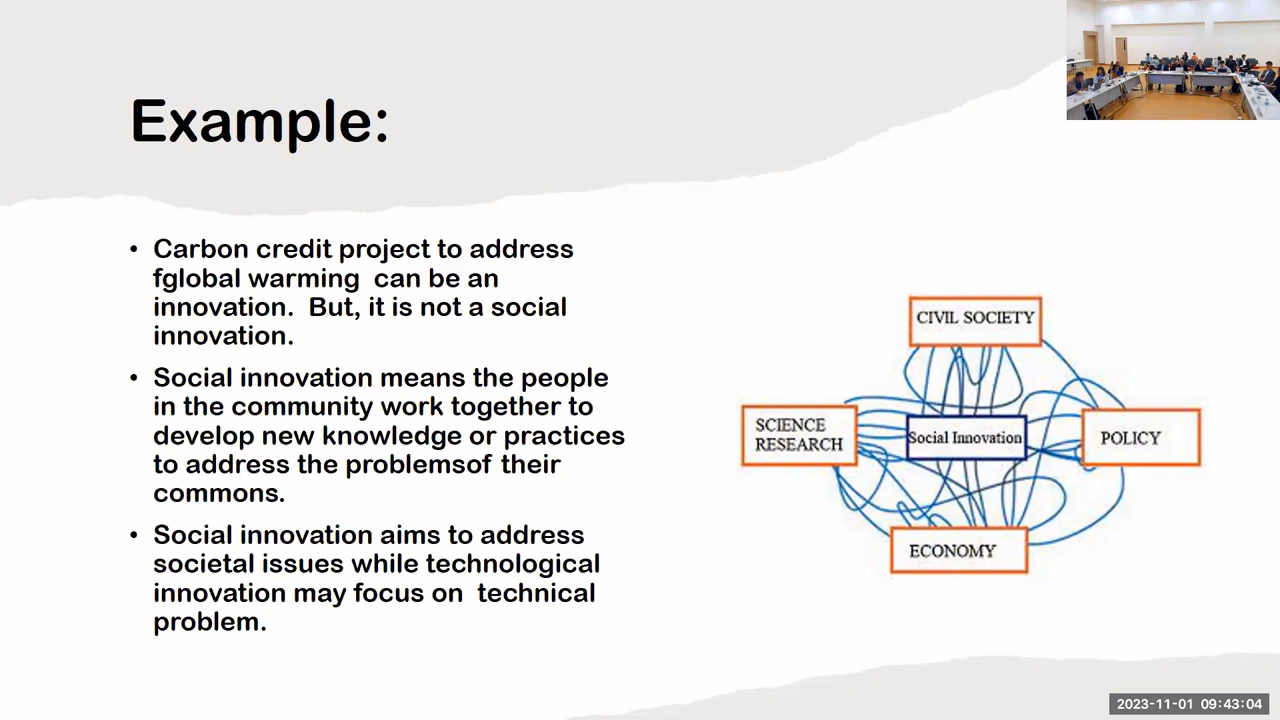 Example:
• Carbon credit project to address
fglobal warming  can be an
innovation.  But, it is not a social
innovation.
• Social innovation means the people
in the community work together to
develop new knowledge or practices
to address the problemsof their
commons.
• Social innovation aims to address
societal issues while technological
innovation may focus on  technical
problem.
CIVIL SOCIETY
SCIENCE
RESEARCH
Social Innovation
POLICY
ECONOMY
2023-11-01  09:43:04